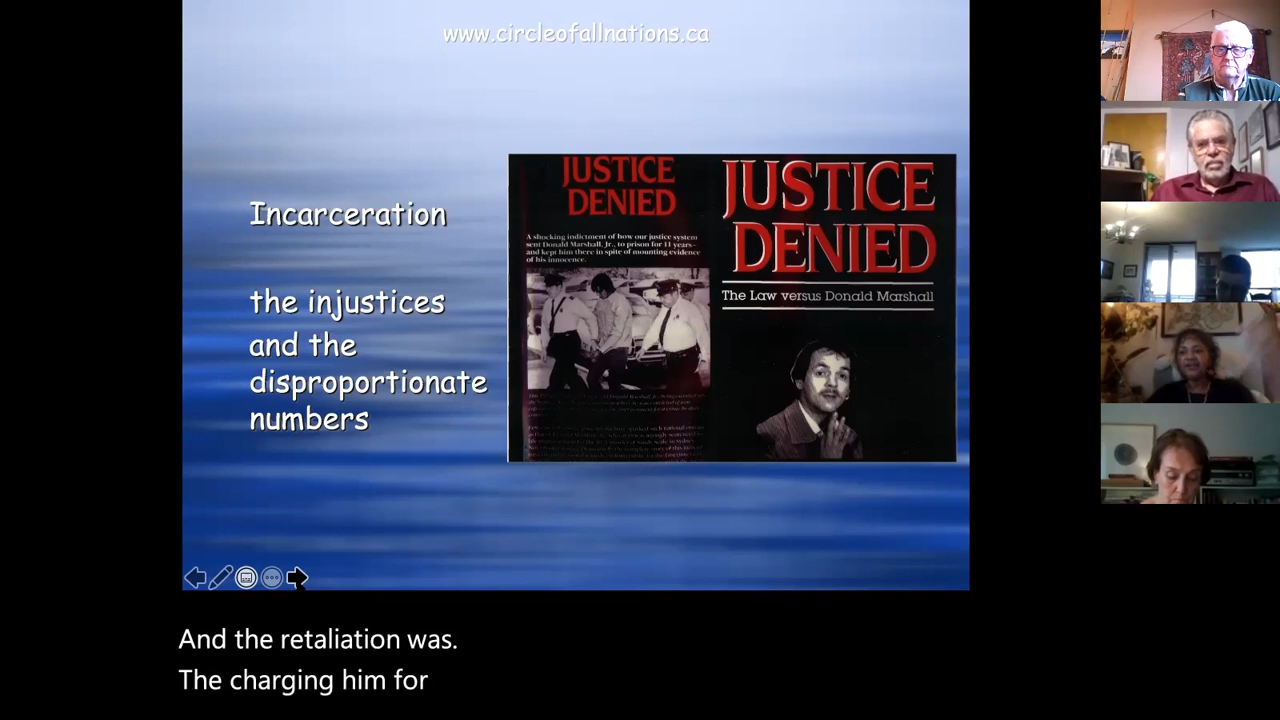 www.circleofallnations.ca
Incarceration
the injustices
and the
disproportionate
numbers
JUSTICE
DENIED
A shocking indictment of how our justice system
sent Donald Marshall, Jr., to prison for 11 years–
and kept him there in spite of mounting evidence
of his innocence.
JUSTICE
DENIED
The Law versus Donald Marshall
And the retaliation was.
The charging him for